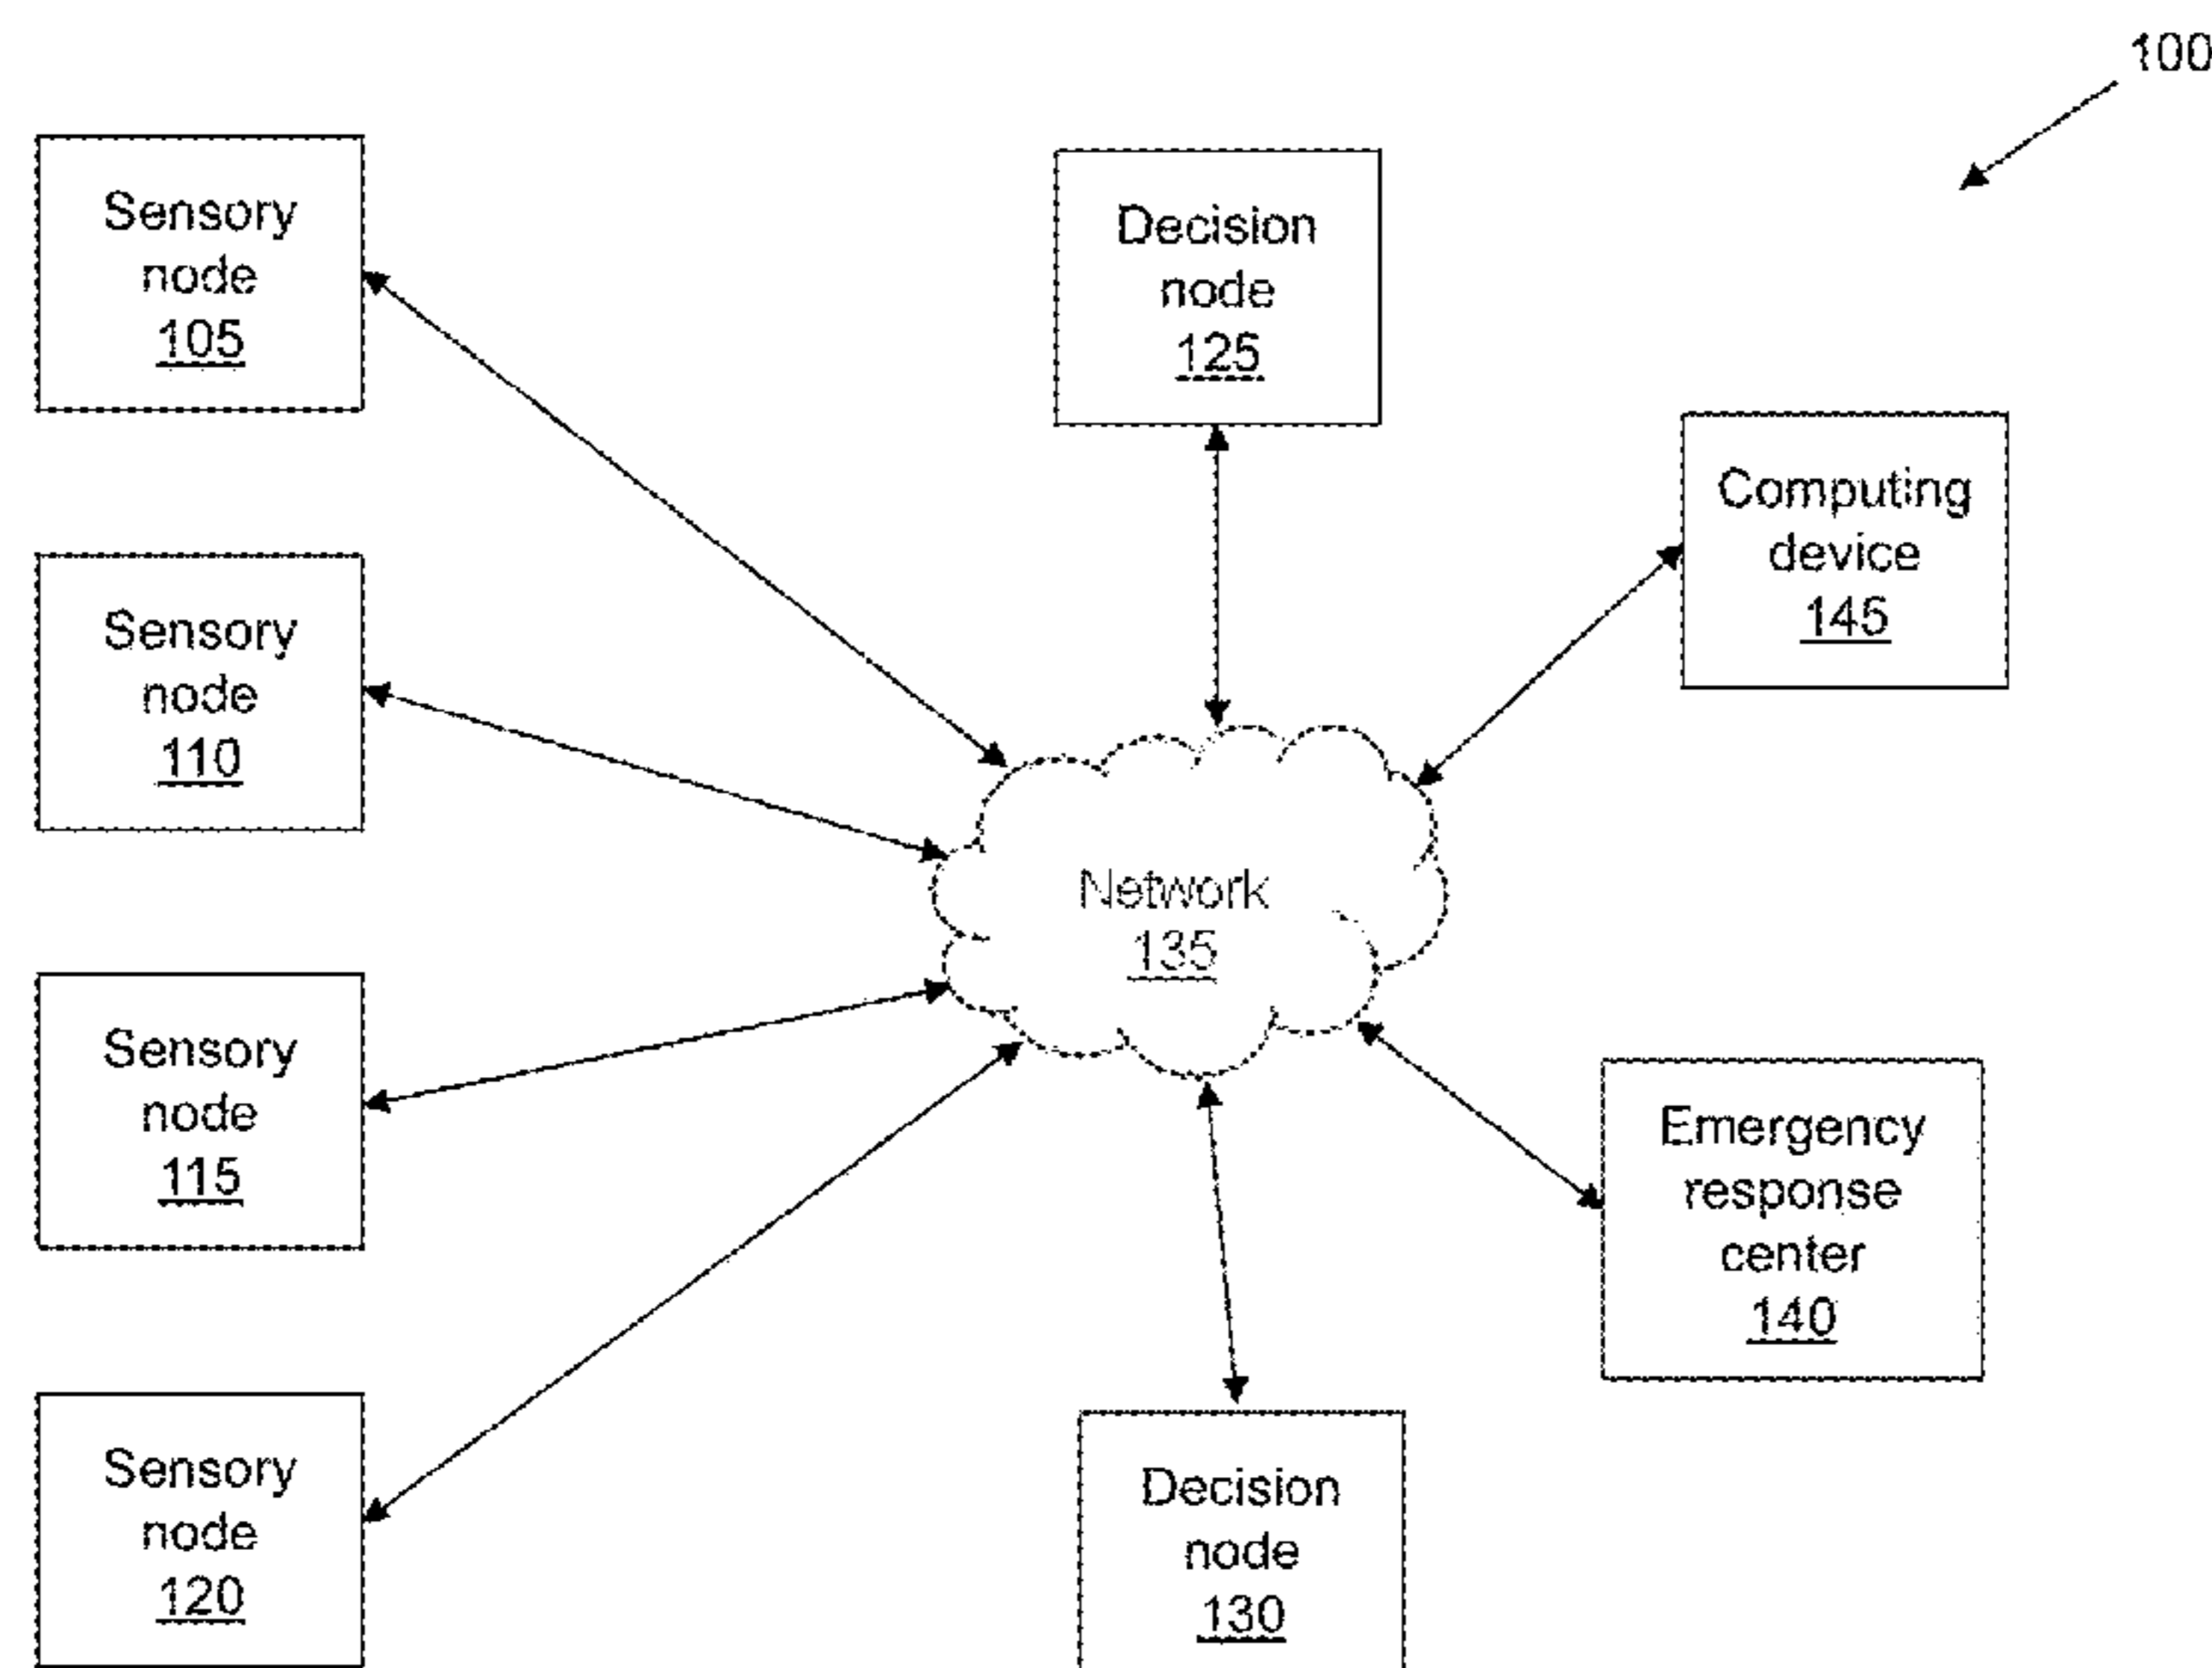 100
Sensory
node
105
Decision
node
125
Computing
device
145
Sensory
node
110
Network
135
Sensory
node
115
Emergency
response
center
140
Sensory
node
120
Decision
node
130